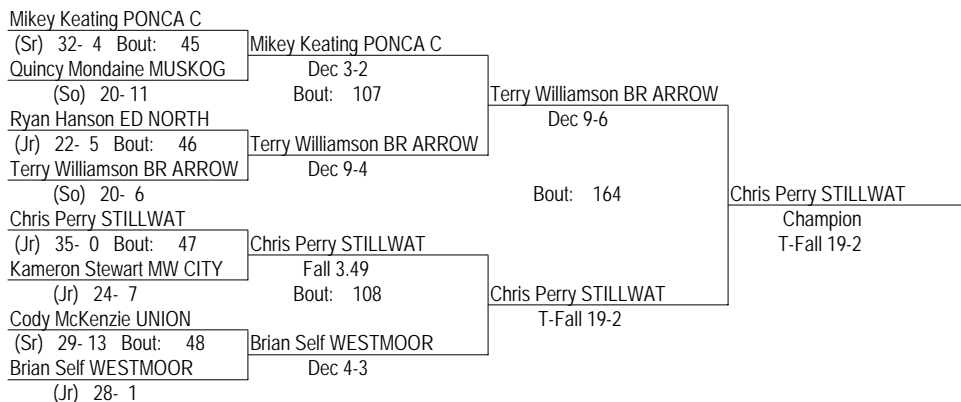 Mikey Keating PONCA C
(Sr) 32- 4 Bout: 45
Mikey Keating PONCA C
Quincy Mondaine MUSKOG
Dec 3-2
(So) 20- 11
Bout: 107
Terry Williamson BR ARROW
Ryan Hanson ED NORTH
Dec 9-6
(Jr) 22- 5 Bout: 46
Terry Williamson BR ARROW
Terry Williamson BR ARROW
Dec 9-4
(So) 20- 6
Bout: 164
Chris Perry STILLWAT
Chris Perry STILLWAT
Champion
(Jr) 35- 0 Bout: 47
Chris Perry STILLWAT
T-Fall 19-2
Kameron Stewart MW CITY
Fall 3.49
(Jr) 24- 7
Bout: 108
Chris Perry STILLWAT
Cody McKenzie UNION
T-Fall 19-2
(Sr) 29- 13 Bout: 48
Brian Self WESTMOOR
Brian Self WESTMOOR
Dec 4-3
(Jr) 28- 1